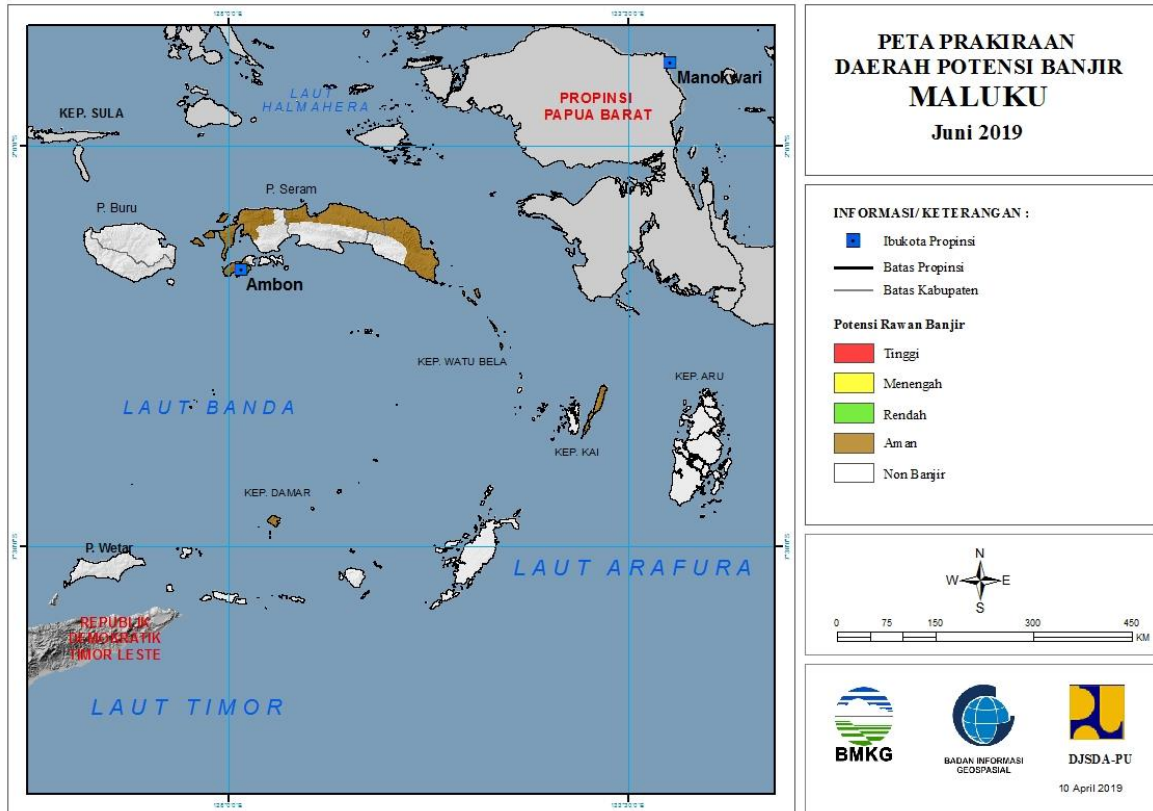 PETA PRAKIRAAN
DAERAH POTENSI BANJIR
MALUKU
Juni 2019
Manokwari
LAUT
HALMAHERA
PROPINSI
PAPUA BARAT
KEP. SULA
P. Seram
P. Buru
Ambon
KEP. WATU BELA
KEP. ARU
LAUT BANDA
KEP. KAI
KEP. DAMAR
P. Wetar
LAUT ARAFURA
REPUBLIK
DEMOKRATIK
TIMOR LESTE
LAUT TIMOR
INFORMASI/KETERANGAN :
Ibukota Propinsi
Batas Propinsi
Batas Kabupaten
Potensi Rawan Banjir
Tinggi
Menengah
Rendah
Aman
Non Banjir
N
W E
S
0 75 150 300 450
KM
BMKG
BADAN INFORMASI
GEOSPASIAL
DJSDA-PU
10 April 2019